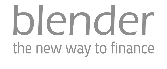 blender
the new way to finance